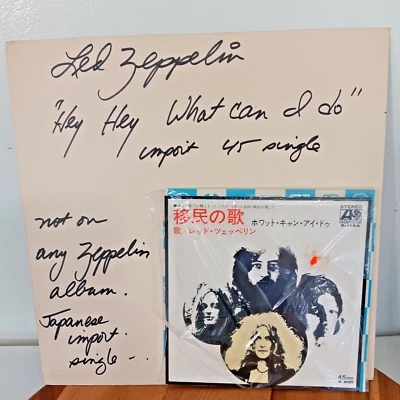 Led Zeppelin
"Hey Hey What can I do"
import 45 single
not on
any Zeppelin
album.
Japanese
import
single -
移民の歌
ホワット・キャン・アイ・ドゥ
歌／レッド・ツェッペリン
STEREO
45 r.p.m.